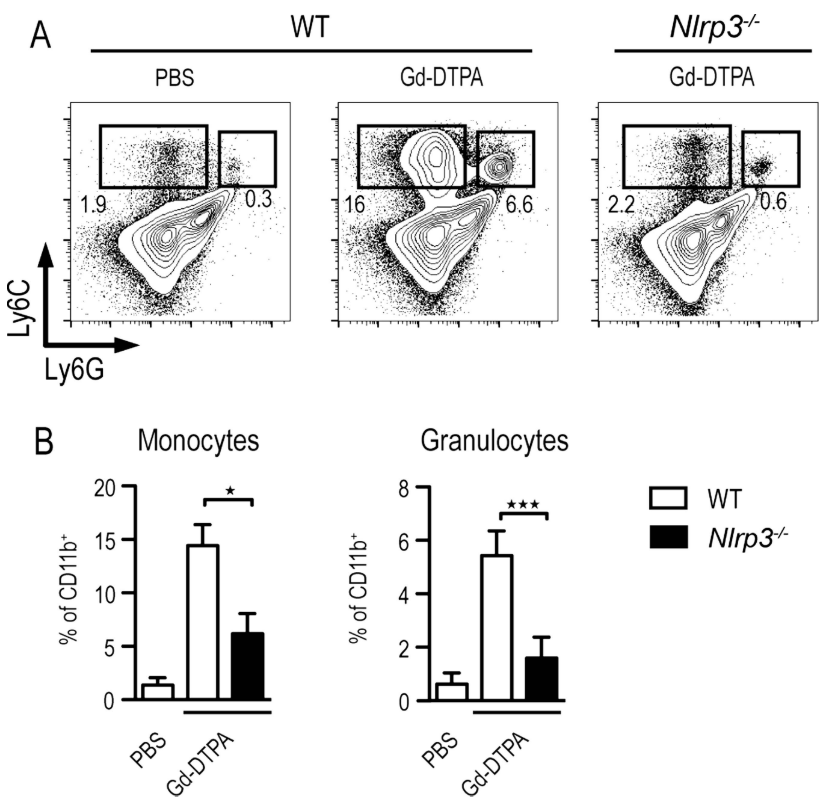 A
WT
Nlrp3-/-
PBS
Gd-DTPA
Gd-DTPA
1.9
0.3
16
6.6
2.2
0.6
Ly6C
Ly6G
B
Monocytes
Granulocytes
% of CD11b+
20
15
10
5
0
★
PBS
Gd-DTPA
% of CD11b+
8
6
4
2
0
★★★
PBS
Gd-DTPA
WT
Nlrp3-/-